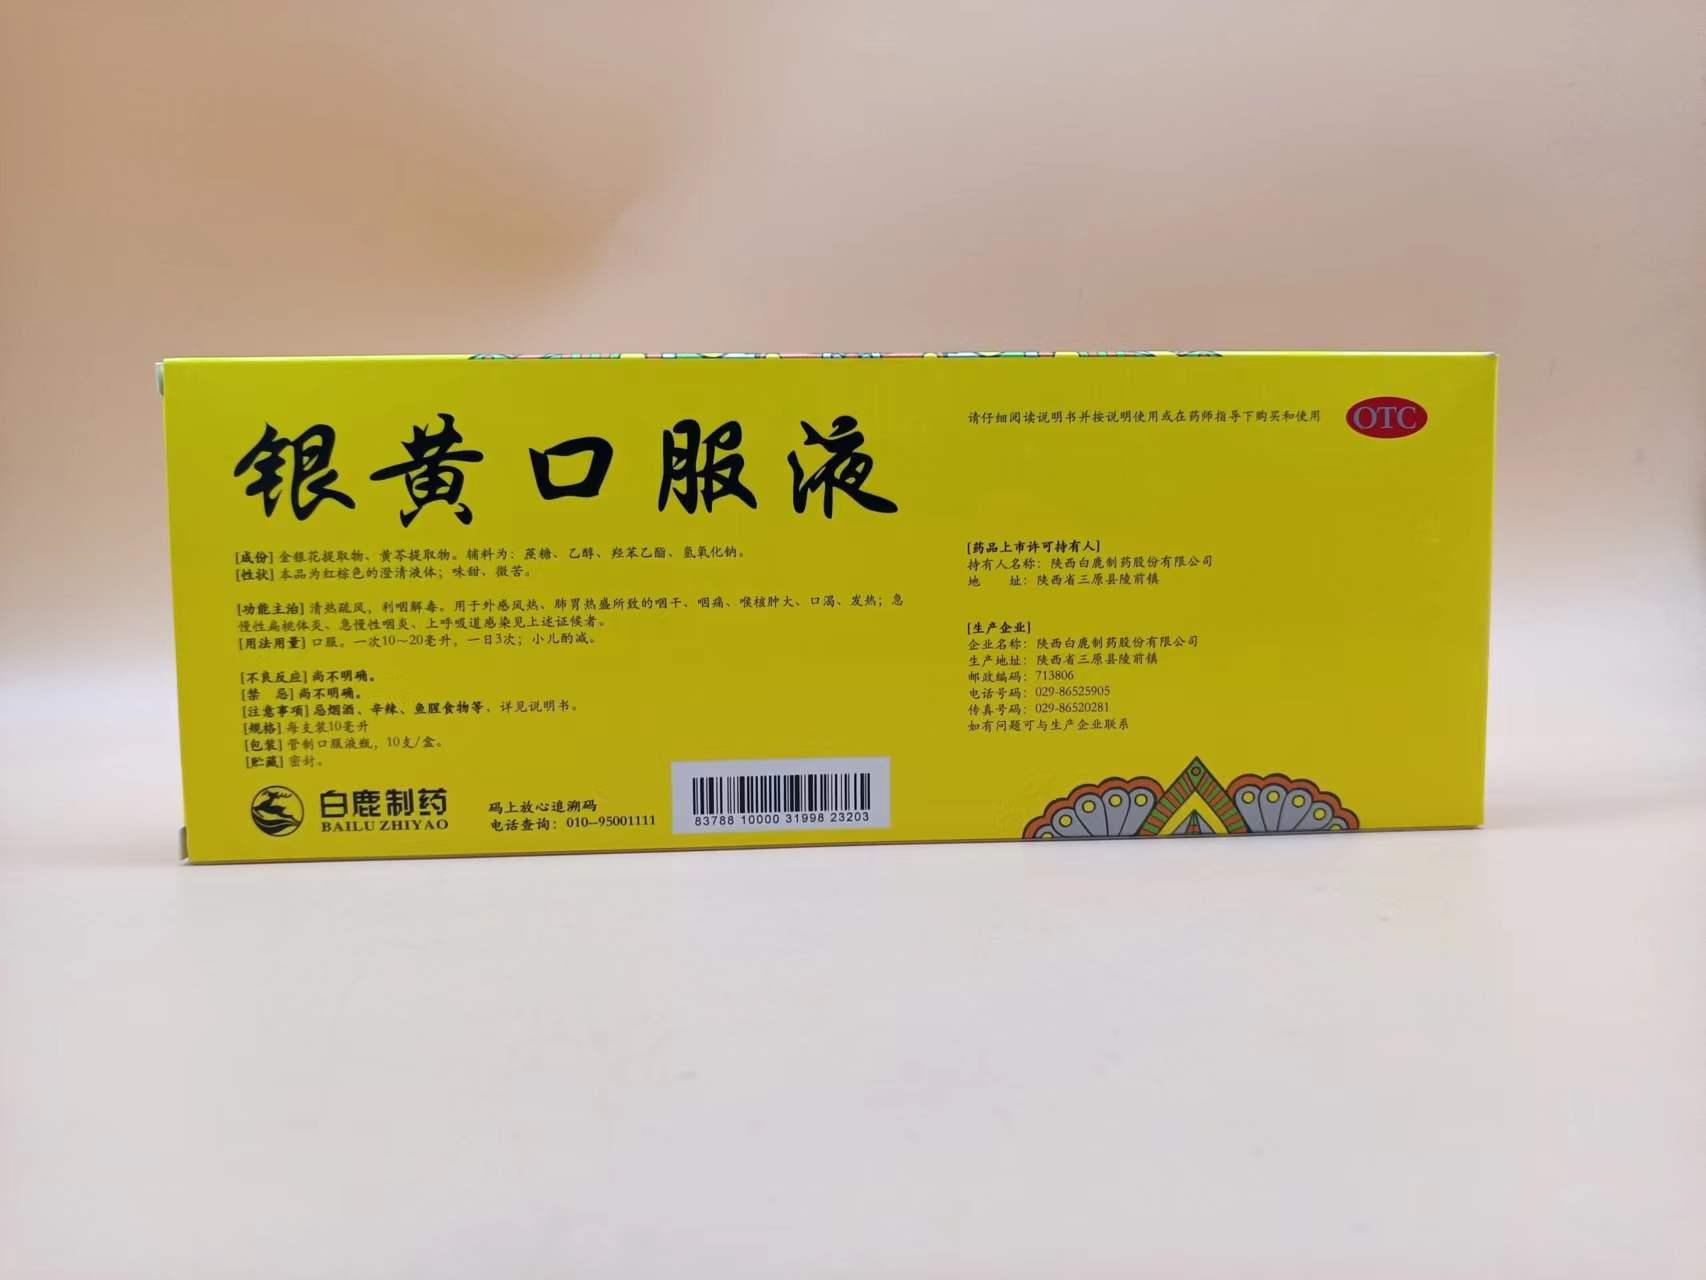 银黄口服液
请仔细阅读说明书并按说明使用或在药师指导下购买和使用
OTC
[成份] 金银花提取物、黄芩提取物。辅料为：蔗糖、乙醇、羟苯乙酯、氢氧化钠。
[性状] 本品为红棕色的澄清液体；味甜、微苦。
[功能主治] 清热疏风，利咽解毒。用于外感风热、肺胃热盛所致的咽干、咽痛、喉核肿大、口渴、发热；急
慢性扁桃体炎、急慢性咽炎、上呼吸道感染见上述证候者。
[用法用量] 口服。一次10～20毫升，一日3次；小儿酌减。
[不良反应] 尚不明确。
[禁　忌] 尚不明确。
[注意事项] 忌烟酒、辛辣、鱼腥食物等、详见说明书。
[规格] 每支装10毫升
[包装] 管制口服液瓶，10支/盒。
[贮藏] 密封。
白鹿制药
BAILU ZHIYAO
码上放心追溯码
电话查询：010-95001111
83788 10000 31998 23203
[药品上市许可持有人]
持有人名称：陕西白鹿制药股份有限公司
地　　址：陕西省三原县陵前镇
[生产企业]
企业名称：陕西白鹿制药股份有限公司
生产地址：陕西省三原县陵前镇
邮政编码：713806
电话号码：029-86525905
传真号码：029-86520281
如有问题可与生产企业联系